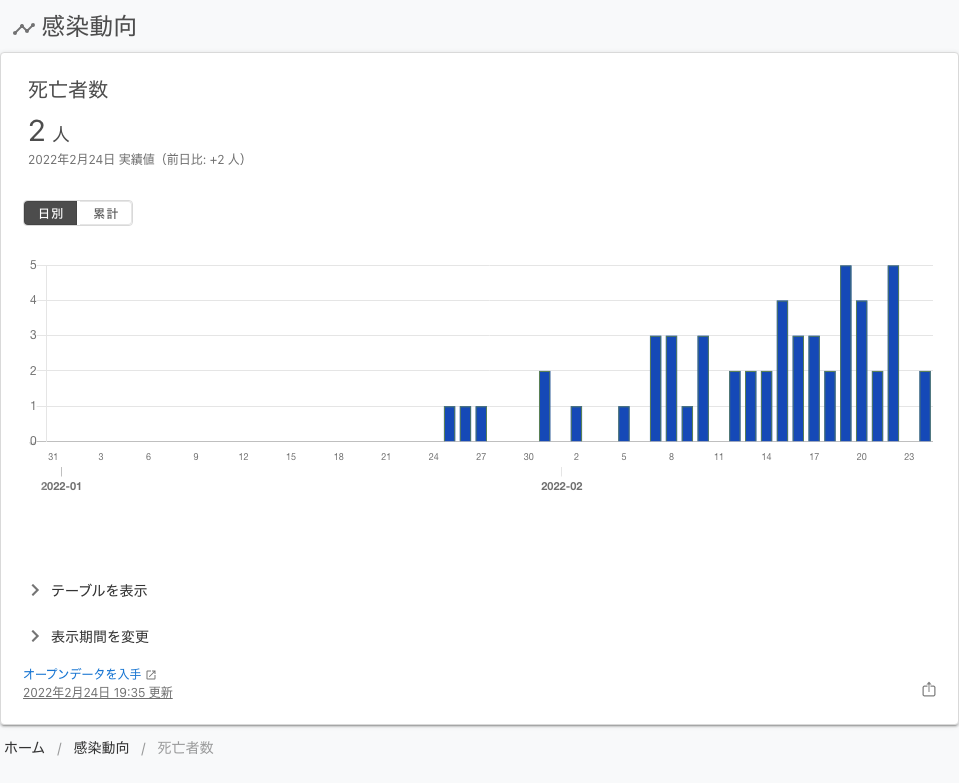 感染動向
死亡者数
2 人
2022年2月24日 実績値（前日比: +2 人）
日別 累計
5
4
3
2
1
0
31 3 6 9 12 15 18 21 24 27 30 2 5 8 11 14 17 20 23
2022-01 2022-02
テーブルを表示
表示期間を変更
オープンデータを入手
2022年2月24日 19:35 更新
ホーム / 感染動向 / 死亡者数